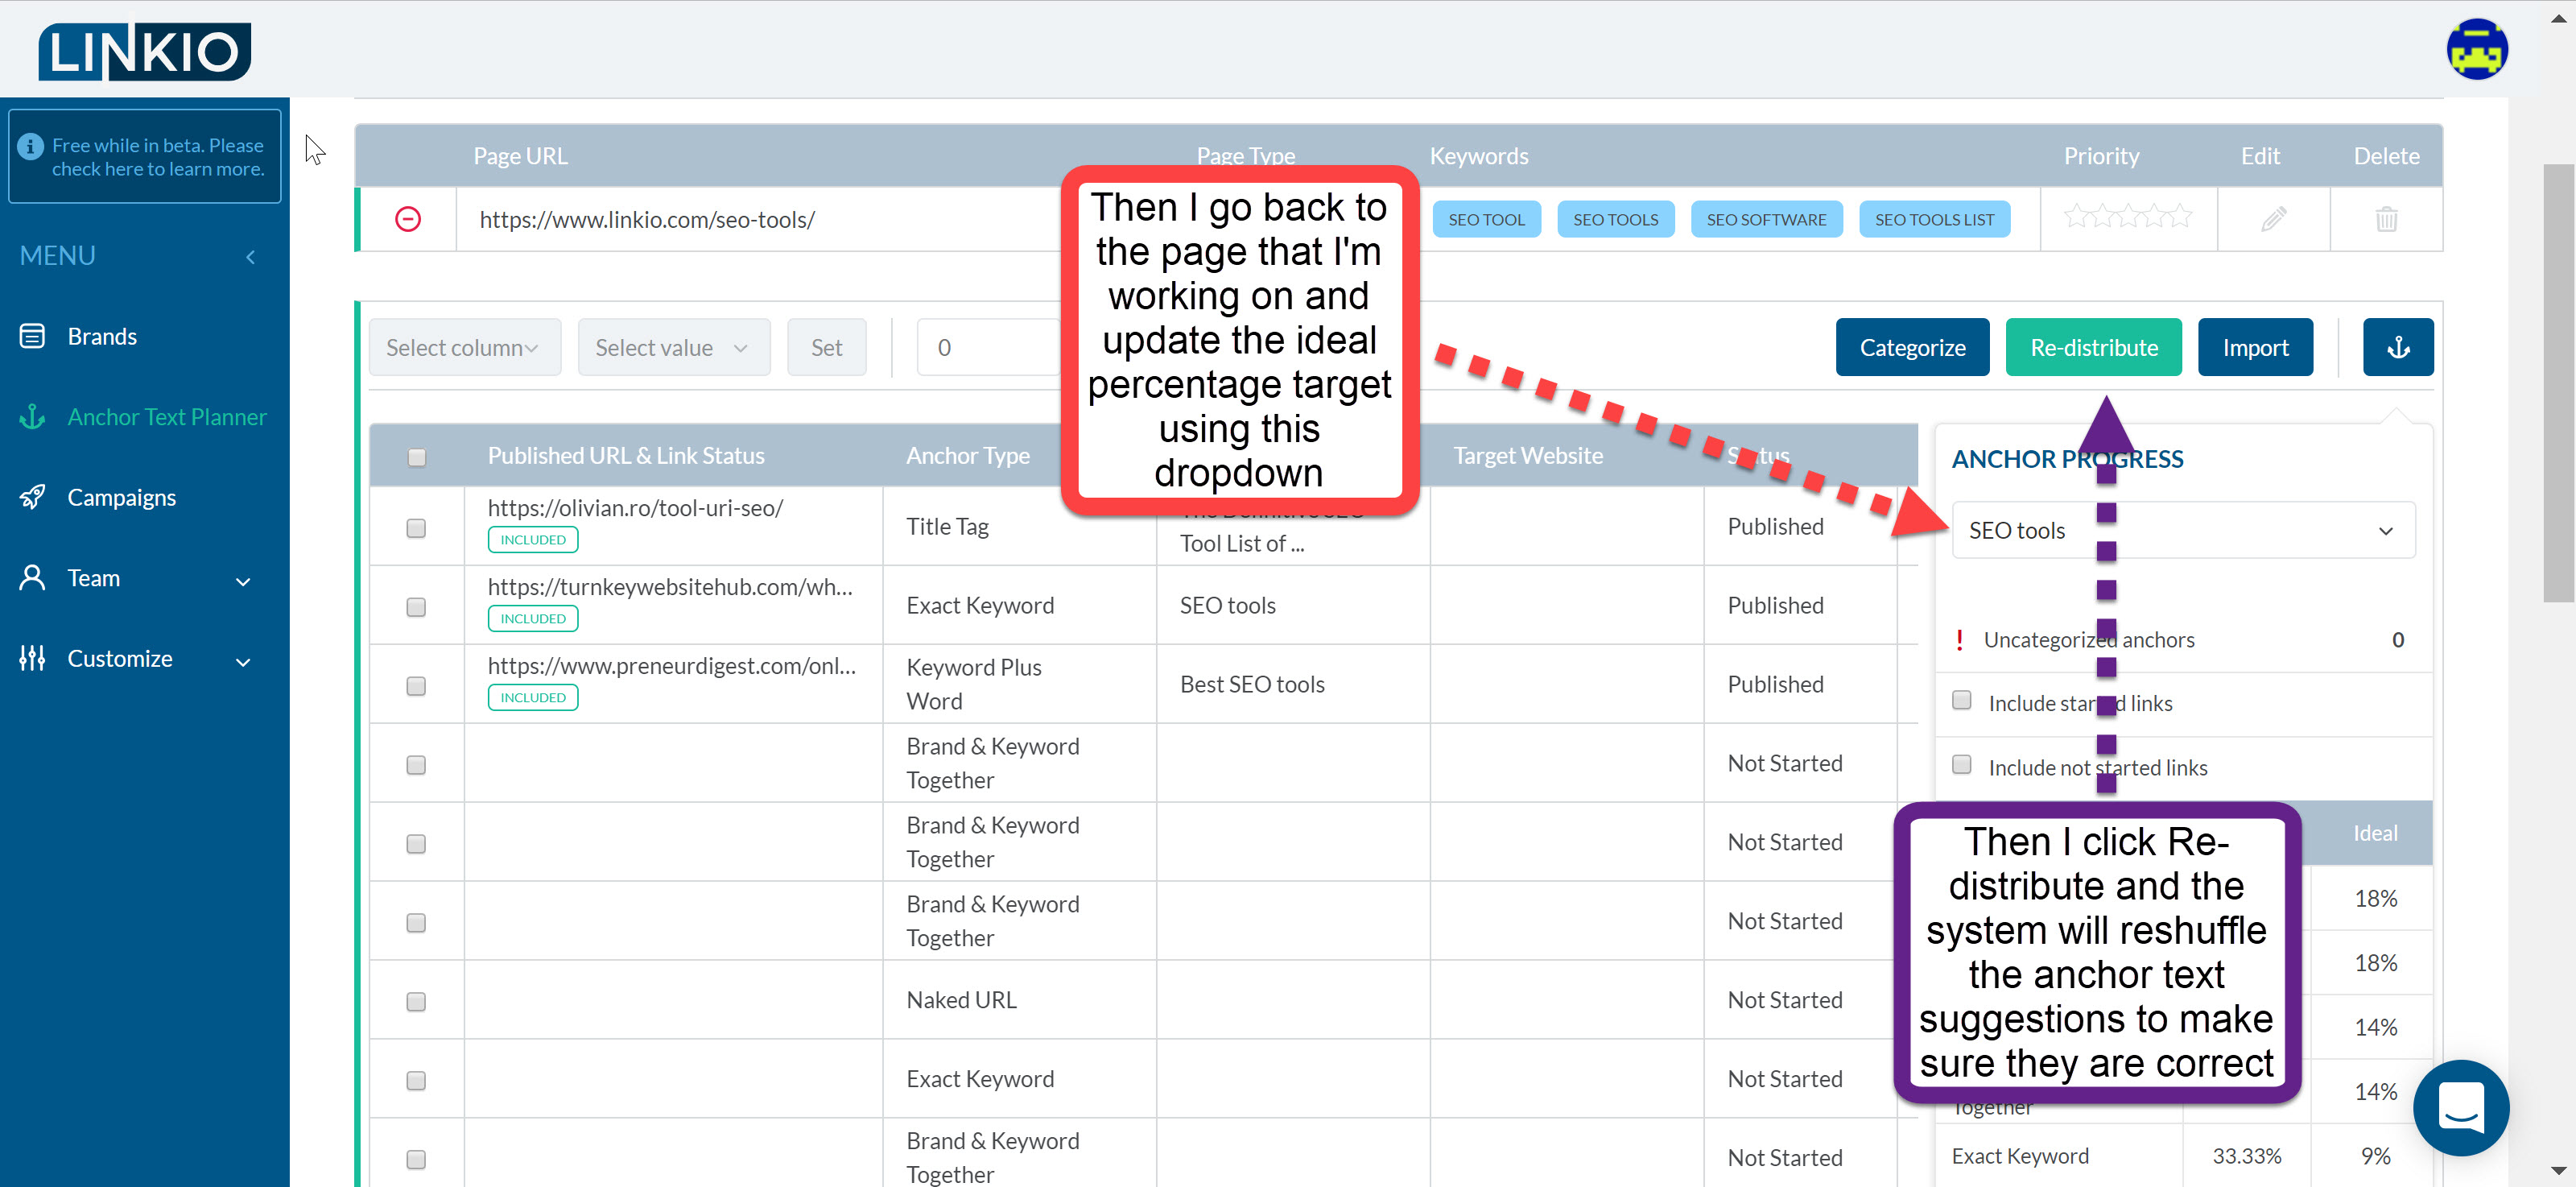 LINKIO
Free while in beta. Please
check here to learn more.
MENU
Brands
Anchor Text Planner
Campaigns
Team
Customize
Page URL Page Type Keywords Priority Edit Delete
https://www.linkio.com/seo-tools/ SEO TOOL SEO TOOLS SEO SOFTWARE SEO TOOLS LIST
Then I go back to
the page that I'm
working on and
update the ideal
percentage target
using this
dropdown
Select column Select value Set 0 Categorize Re-distribute Import
Published URL & Link Status Anchor Type Target Website Status
https://olivian.ro/tool-uri-seo/
INCLUDED
Title Tag
The Definitive SEO
Tool List of ...
Published
https://turnkeywebsitehub.com/wh...
INCLUDED
Exact Keyword
SEO tools
Published
https://www.preneurdigest.com/onl...
INCLUDED
Keyword Plus
Word
Best SEO tools
Published
Brand & Keyword
Together
Not Started
Brand & Keyword
Together
Not Started
Brand & Keyword
Together
Not Started
Naked URL
Not Started
Exact Keyword
Not Started
Brand & Keyword
Together
Not Started
ANCHOR PROGRESS
SEO tools
! Uncategorized anchors 0
Include started links
Include not started links
Then I click Re-
distribute and the
system will reshuffle
the anchor text
suggestions to make
sure they are correct
Ideal
18%
18%
14%
14%
Together
Exact Keyword 33.33% 9%